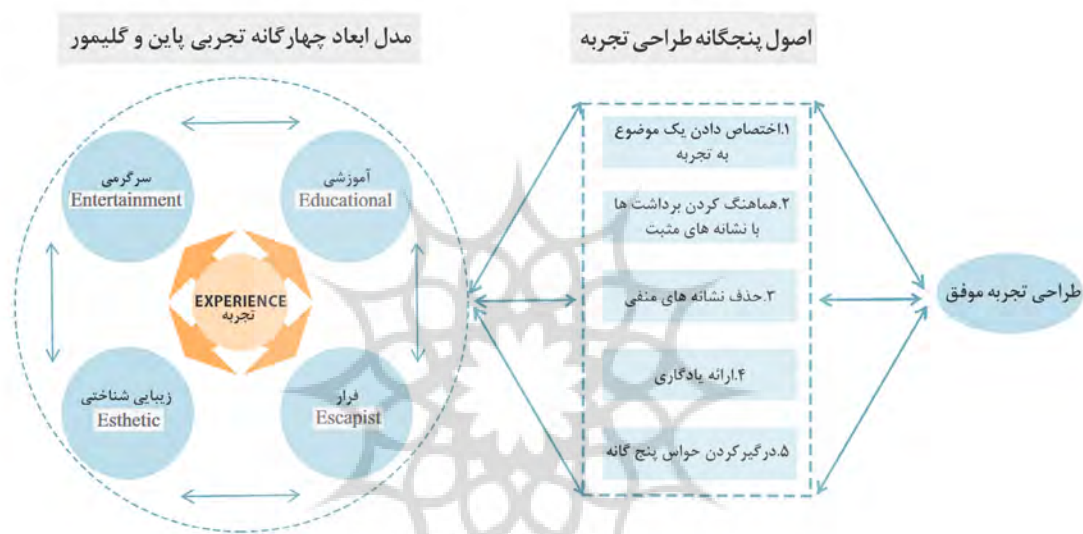 اصول پنجگانه طراحی تجربه
مدل ابعاد چهارگانه تجربی پاین و گلیمور
۱.اختصاص دادن یک موضوع
به تجربه
۲.هماهنگ کردن برداشت ها
با نشانه های مثبت
۳.حذف نشانه های منفی
۴.ارائه یادگاری
۵.درگیرکردن حواس پنج گانه
طراحی تجربه موفق
آموزشی
Educational
سرگرمی
Entertainment
EXPERIENCE
تجربه
فرار
Escapist
زیبایی شناختی
Esthetic